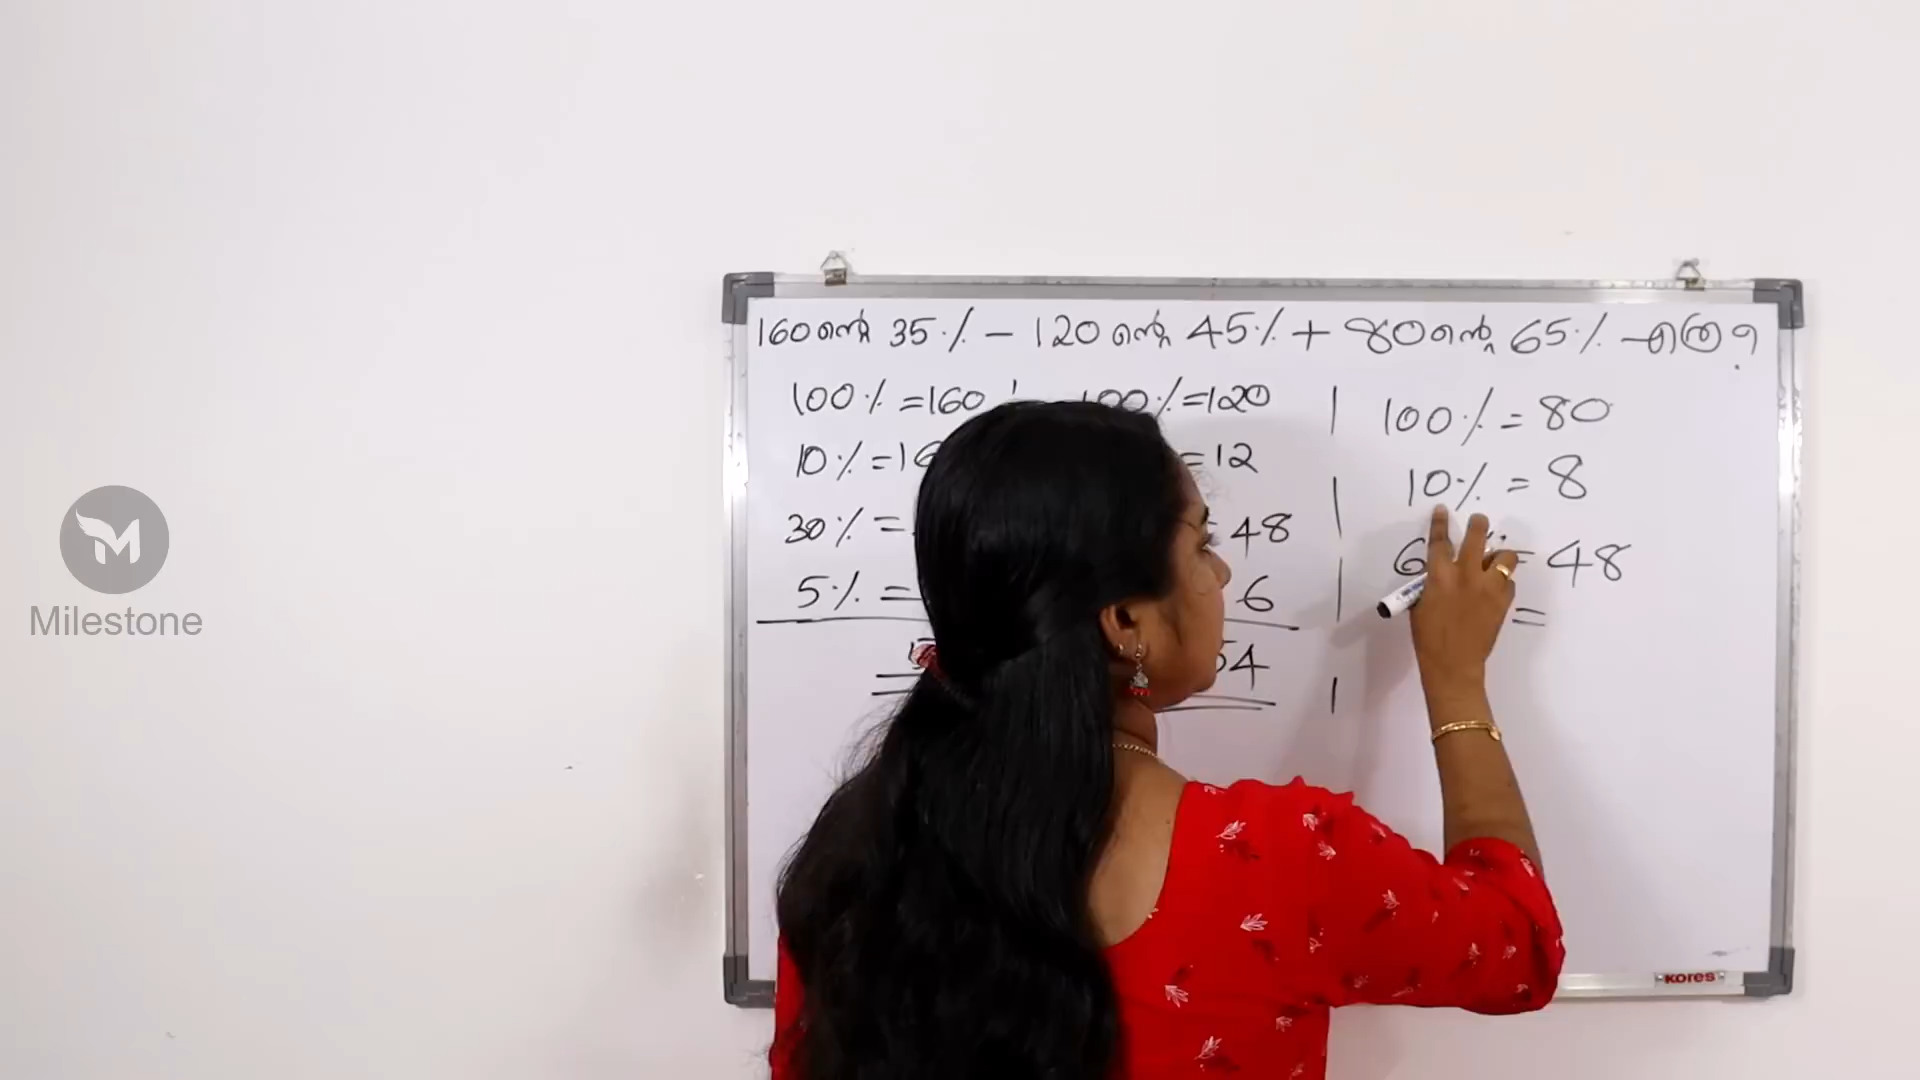 160ന്റെ 35% - 120 ന്റെ 45% + 80ന്റെ 65% -എത്ര ?
100% =160
100% =120
100% = 80
10% =16
=12
10% = 8
30% =
48
= 48
5% =
6
=
54
Milestone
KORES